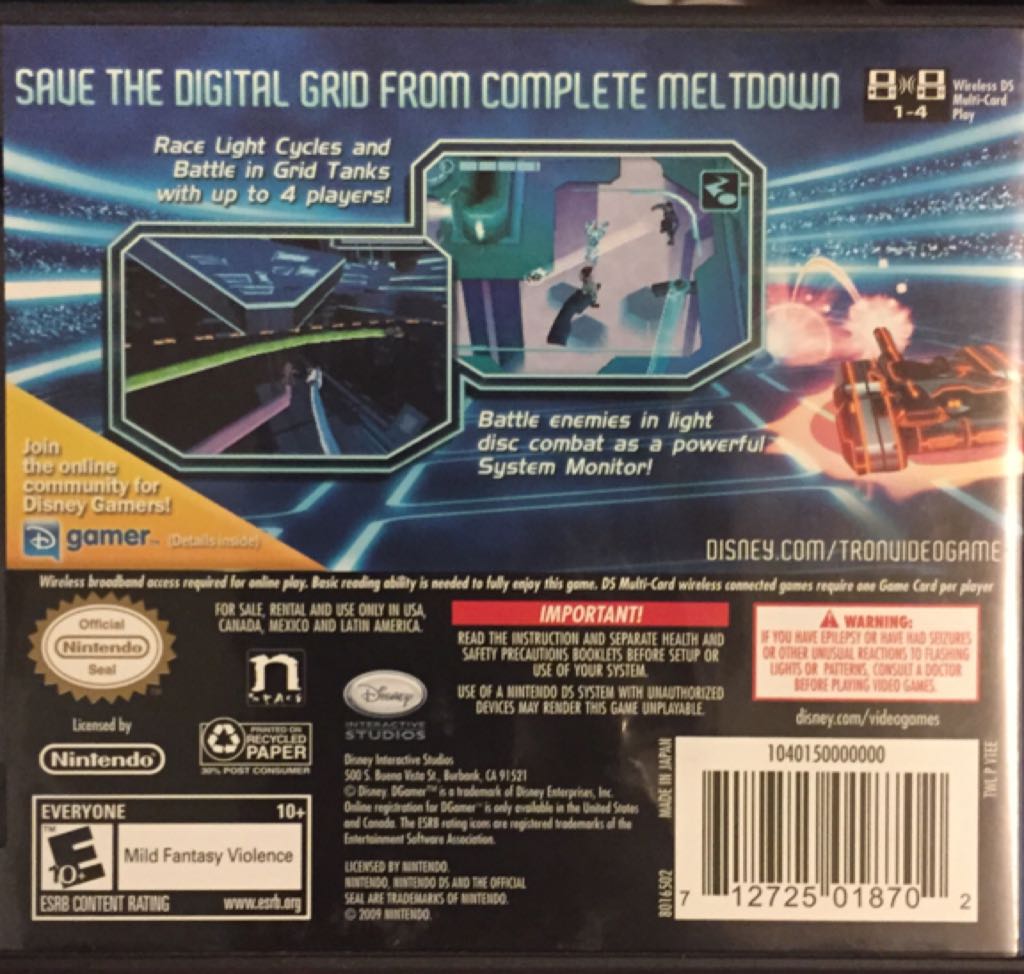 SAVE THE DIGITAL GRID FROM COMPLETE MELTDOWN
1-4
Wireless DS
Multi-Card
Play
Race Light Cycles and
Battle in Grid Tanks
with up to 4 players!
Battle enemies in light
disc combat as a powerful
System Monitor!
Join
the online
community for
Disney Gamers!
D gamer™ (Details inside)
DISNEY.COM/TRONVIDEOGAME
Wireless broadband access required for online play. Basic reading ability is needed to fully enjoy this game. DS Multi-Card wireless connected games require one Game Card per player
Official
Nintendo
Seal
Licensed by
Nintendo
FOR SALE, RENTAL AND USE ONLY IN USA,
CANADA, MEXICO AND LATIN AMERICA.
n
SPACE
PRINTED ON
RECYCLED
PAPER
30% POST CONSUMER
EVERYONE 10+
E
10+
Mild Fantasy Violence
ESRB CONTENT RATING www.esrb.org
Disney
INTERACTIVE
STUDIOS
Disney Interactive Studios
500 S. Buena Vista St., Burbank, CA 91521
© Disney. DGamer™ is a trademark of Disney Enterprises, Inc.
Online registration for DGamer™ is only available in the United States
and Canada. The ESRB rating icons are registered trademarks of the
Entertainment Software Association.
LICENSED BY NINTENDO.
NINTENDO, NINTENDO DS AND THE OFFICIAL
SEAL ARE TRADEMARKS OF NINTENDO.
© 2009 NINTENDO.
IMPORTANT!
READ THE INSTRUCTION AND SEPARATE HEALTH AND
SAFETY PRECAUTIONS BOOKLETS BEFORE SETUP OR
USE OF YOUR SYSTEM.
USE OF A NINTENDO DS SYSTEM WITH UNAUTHORIZED
DEVICES MAY RENDER THIS GAME UNPLAYABLE.
WARNING:
IF YOU HAVE EPILEPSY OR HAVE HAD SEIZURES
OR OTHER UNUSUAL REACTIONS TO FLASHING
LIGHTS OR PATTERNS, CONSULT A DOCTOR
BEFORE PLAYING VIDEO GAMES.
disney.com/videogames
MADE IN JAPAN
8016502
1040150000000
7 12725 01870 2